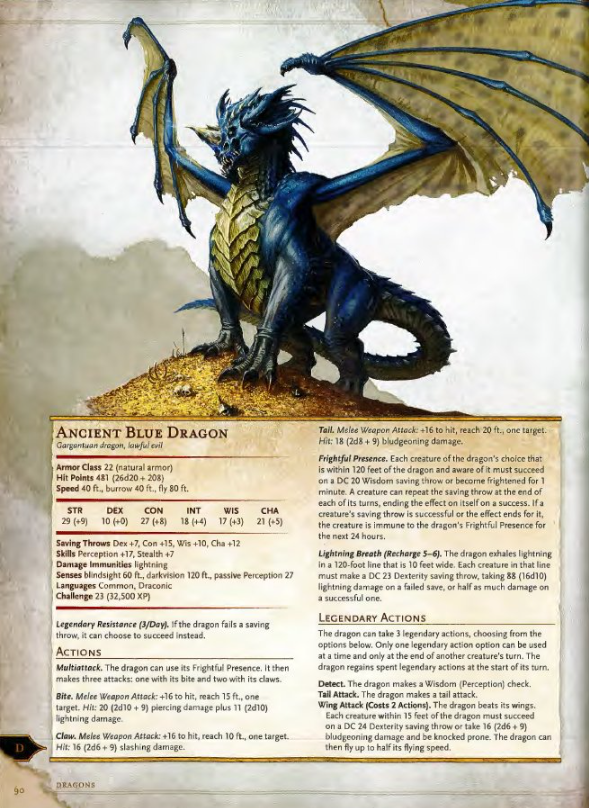 ANCIENT BLUE DRAGON
Gargantuan dragon, lawful evil
Armor Class 22 (natural armor)
Hit Points 481 (26d20 + 208)
Speed 40 ft., burrow 40 ft., fly 80 ft.
STR DEX CON INT WIS CHA
29 (+9) 10 (+0) 27 (+8) 18 (+4) 17 (+3) 21 (+5)
Saving Throws Dex +7, Con +15, Wis +10, Cha +12
Skills Perception +17, Stealth +7
Damage Immunities lightning
Senses blindsight 60 ft., darkvision 120 ft., passive Perception 27
Languages Common, Draconic
Challenge 23 (32,500 XP)
Legendary Resistance (3/Day). If the dragon fails a saving
throw, it can choose to succeed instead.
ACTIONS
Multiattack. The dragon can use its Frightful Presence. It then
makes three attacks: one with its bite and two with its claws.
Bite. Melee Weapon Attack: +16 to hit, reach 15 ft., one
target. Hit: 20 (2d10 + 9) piercing damage plus 11 (2d10)
lightning damage.
Claw. Melee Weapon Attack: +16 to hit, reach 10 ft., one target.
Hit: 16 (2d6 + 9) slashing damage.
Tail. Melee Weapon Attack: +16 to hit, reach 20 ft., one target.
Hit: 18 (2d8 + 9) bludgeoning damage.
Frightful Presence. Each creature of the dragon's choice that
is within 120 feet of the dragon and aware of it must succeed
on a DC 20 Wisdom saving throw or become frightened for 1
minute. A creature can repeat the saving throw at the end of
each of its turns, ending the effect on itself on a success. If a
creature's saving throw is successful or the effect ends for it,
the creature is immune to the dragon's Frightful Presence for
the next 24 hours.
Lightning Breath (Recharge 5–6). The dragon exhales lightning
in a 120-foot line that is 10 feet wide. Each creature in that line
must make a DC 23 Dexterity saving throw, taking 88 (16d10)
lightning damage on a failed save, or half as much damage on
a successful one.
LEGENDARY ACTIONS
The dragon can take 3 legendary actions, choosing from the
options below. Only one legendary action option can be used
at a time and only at the end of another creature's turn. The
dragon regains spent legendary actions at the start of its turn.
Detect. The dragon makes a Wisdom (Perception) check.
Tail Attack. The dragon makes a tail attack.
Wing Attack (Costs 2 Actions). The dragon beats its wings.
Each creature within 15 feet of the dragon must succeed
on a DC 24 Dexterity saving throw or take 16 (2d6 + 9)
bludgeoning damage and be knocked prone. The dragon can
then fly up to half its flying speed.
D
90
DRAGONS